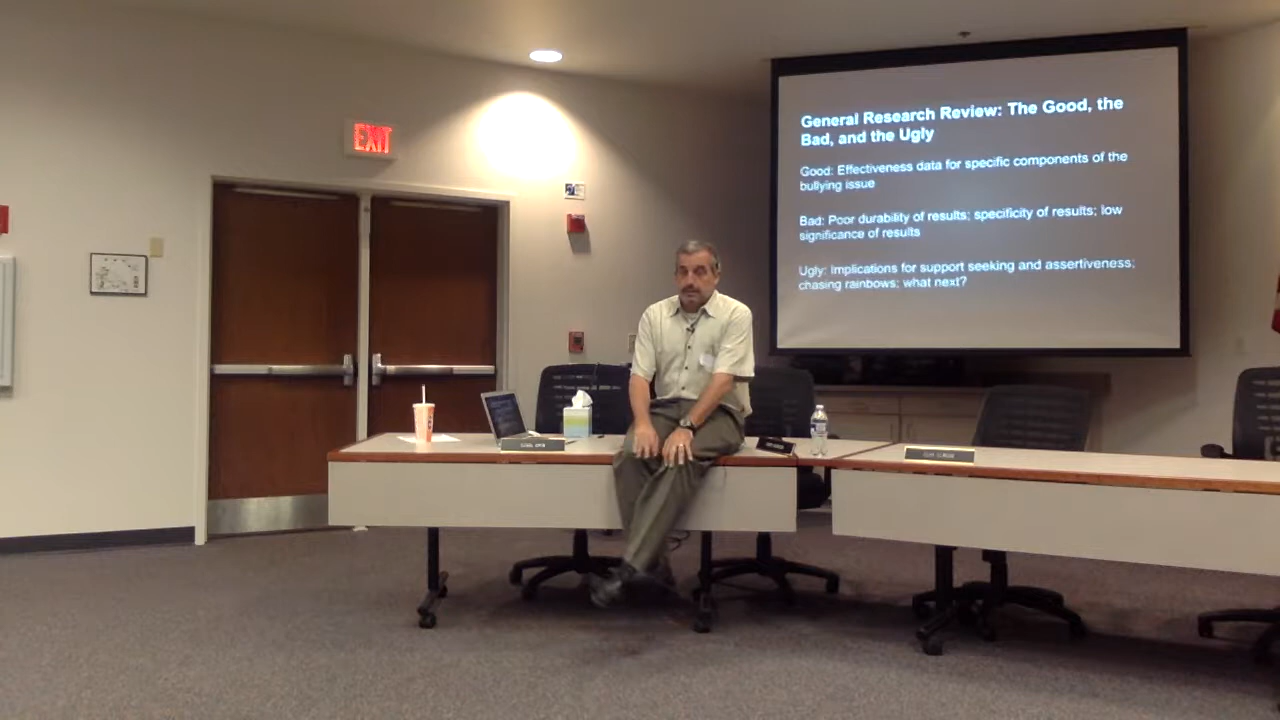 EXIT
General Research Review: The Good, the
Bad, and the Ugly
Good: Effectiveness data for specific components of the
bullying issue
Bad: Poor durability of results; specificity of results; low
significance of results
Ugly: Implications for support seeking and assertiveness;
chasing rainbows; what next?